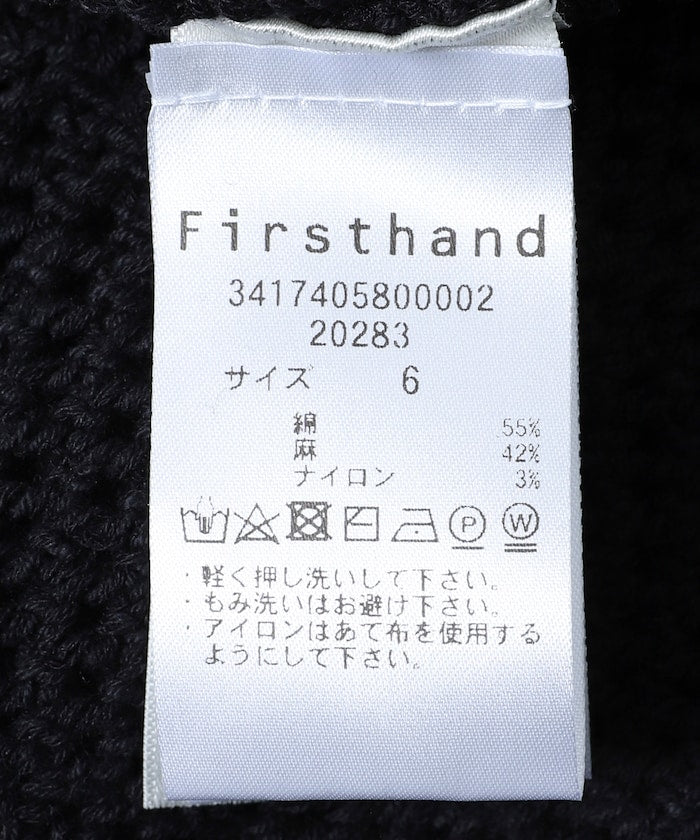 Firsthand
3417405800002
20283
サイズ 6
綿 55%
麻 42%
ナイロン 3%
P W
・軽く押し洗いして下さい。
・もみ洗いはお避け下さい。
・アイロンはあて布を使用する
ようにして下さい。